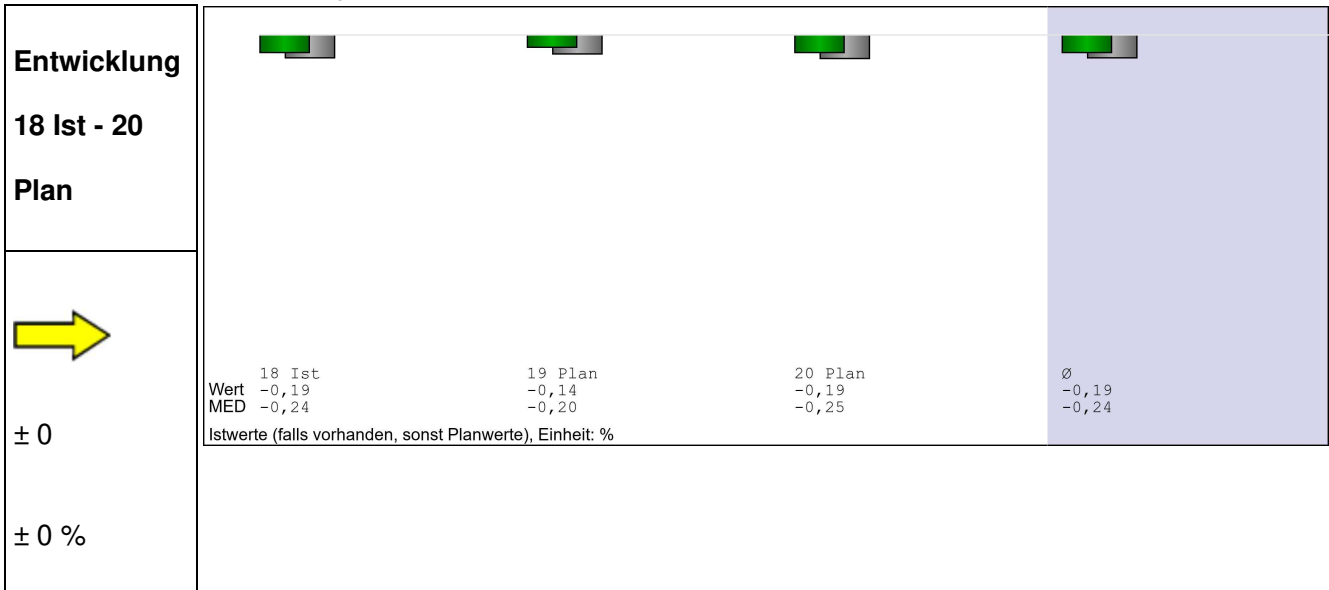 Entwicklung
18 Ist - 20
Plan
± 0
± 0 %
18 Ist 19 Plan 20 Plan Ø
Wert -0,19 -0,14 -0,19 -0,19
MED -0,24 -0,20 -0,25 -0,24
Istwerte (falls vorhanden, sonst Planwerte), Einheit: %